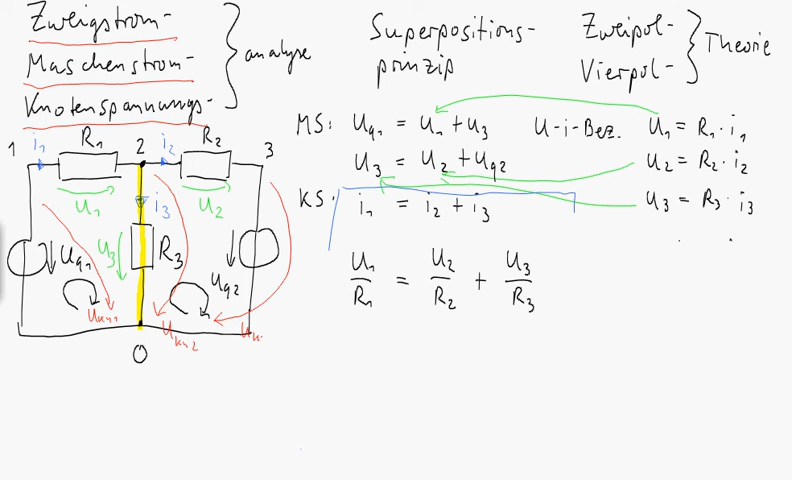 Zweigstrom-
Maschenstrom- analyse
Knotenspannungs-
Superpositions-
prinzip
Zweipol-
Vierpol- Theorie
MS: Uq1 = U1 + U3 U-i-Bez. U1 = R1 · i1
U3 = U2 + Uq2 U2 = R2 · i2
KS: i1 = i2 + i3 U3 = R3 · i3
U1/R1 = U2/R2 + U3/R3
1 i1 R1 2 i2 R2 3
U1 U2
i3
Uq1 U3 R3
Uq2
Ukn1 Ukn2
0